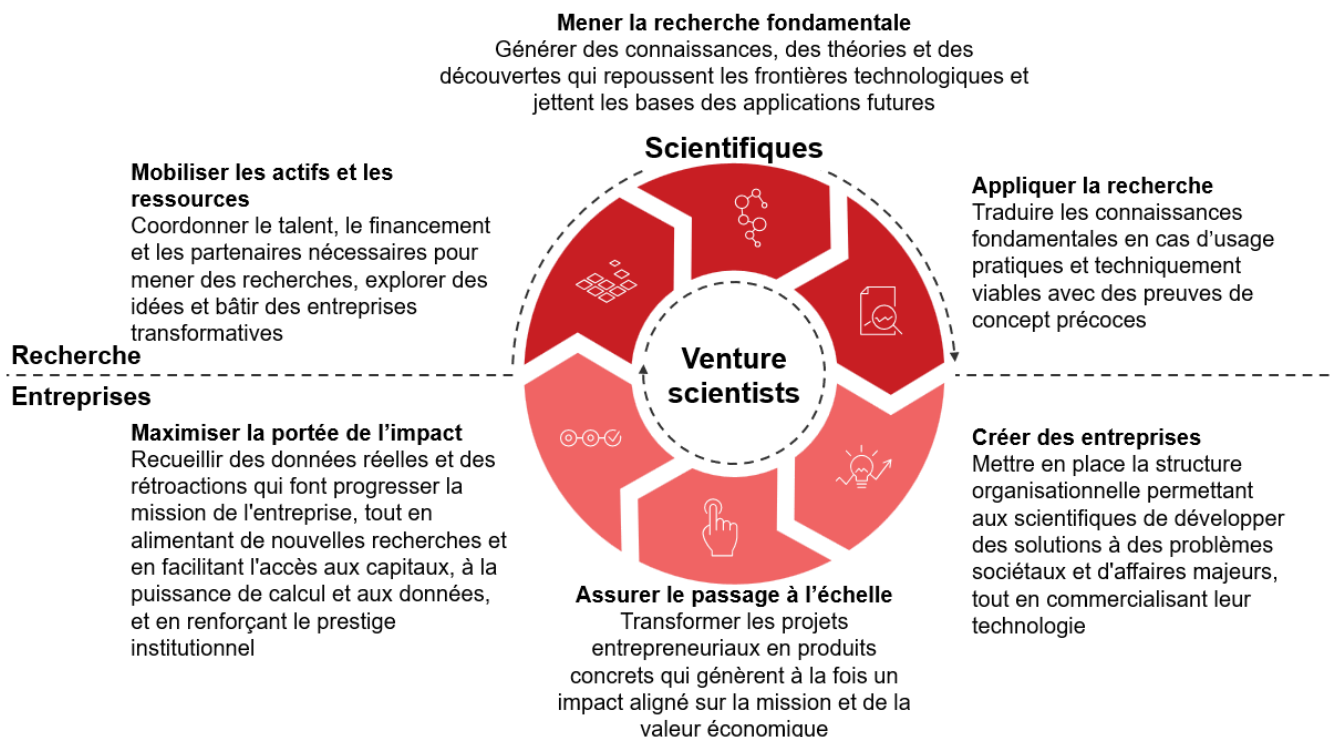 Mener la recherche fondamentale
Générer des connaissances, des théories et des
découvertes qui repoussent les frontières technologiques et
jettent les bases des applications futures
Scientifiques
Mobiliser les actifs et les
ressources
Coordonner le talent, le financement
et les partenaires nécessaires pour
mener des recherches, explorer des
idées et bâtir des entreprises
transformatives
Appliquer la recherche
Traduire les connaissances
fondamentales en cas d’usage
pratiques et techniquement
viables avec des preuves de
concept précoces
Venture
scientists
Recherche
Entreprises
Maximiser la portée de l’impact
Recueillir des données réelles et des
rétroactions qui font progresser la
mission de l'entreprise, tout en
alimentant de nouvelles recherches et
en facilitant l'accès aux capitaux, à la
puissance de calcul et aux données,
et en renforçant le prestige
institutionnel
Créer des entreprises
Mettre en place la structure
organisationnelle permettant
aux scientifiques de développer
des solutions à des problèmes
sociétaux et d'affaires majeurs,
tout en commercialisant leur
technologie
Assurer le passage à l’échelle
Transformer les projets
entrepreneuriaux en produits
concrets qui génèrent à la fois un
impact aligné sur la mission et de la
valeur économique